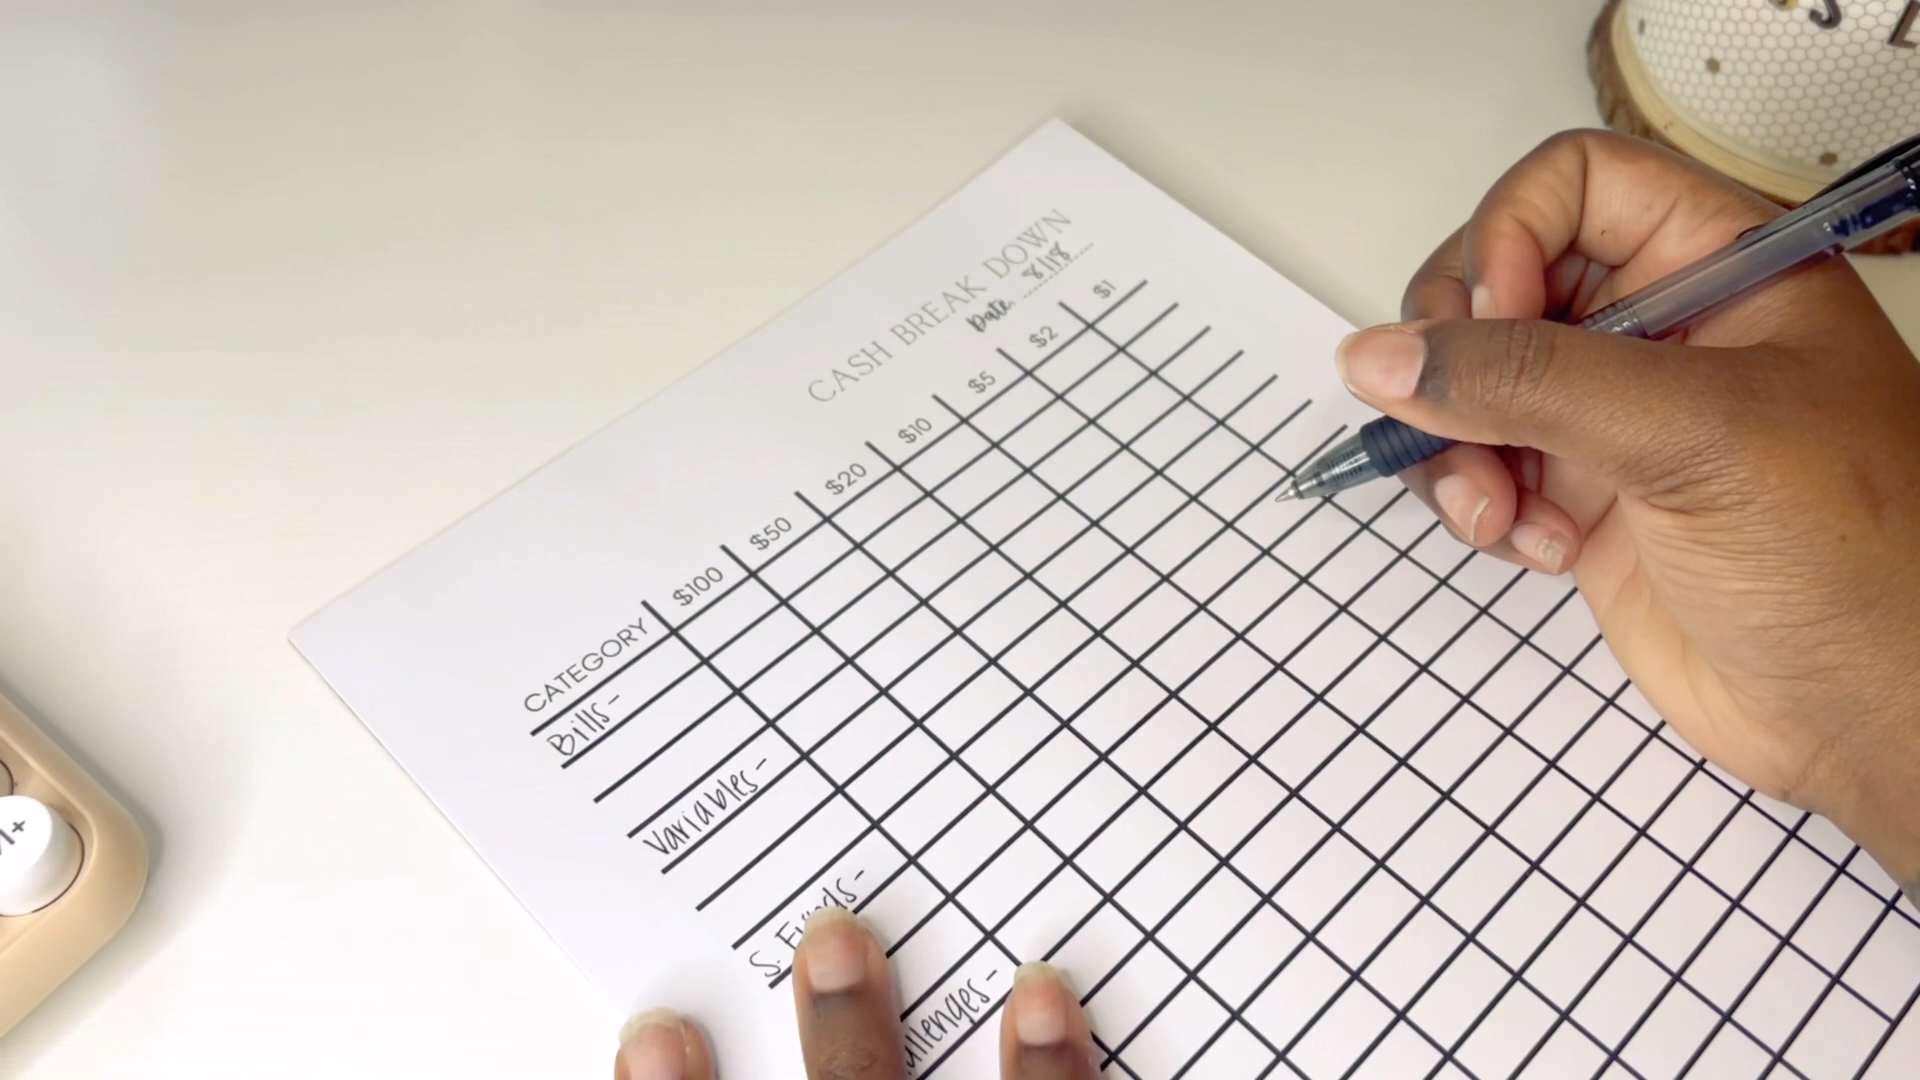 CASH BREAK DOWN
Date 8/18
CATEGORY $100 $50 $20 $10 $5 $2 $1
Bills-
Variables-
S. Funds-